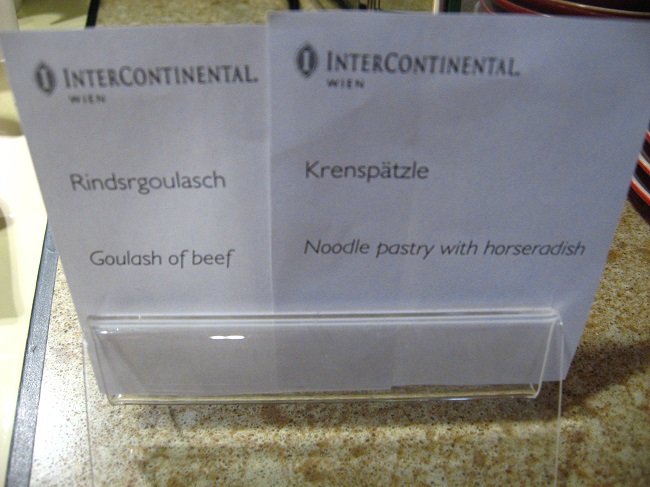 INTERCONTINENTAL.
WIEN
Rindsrgoulasch
Goulash of beef
INTERCONTINENTAL.
WIEN
Krenspätzle
Noodle pastry with horseradish